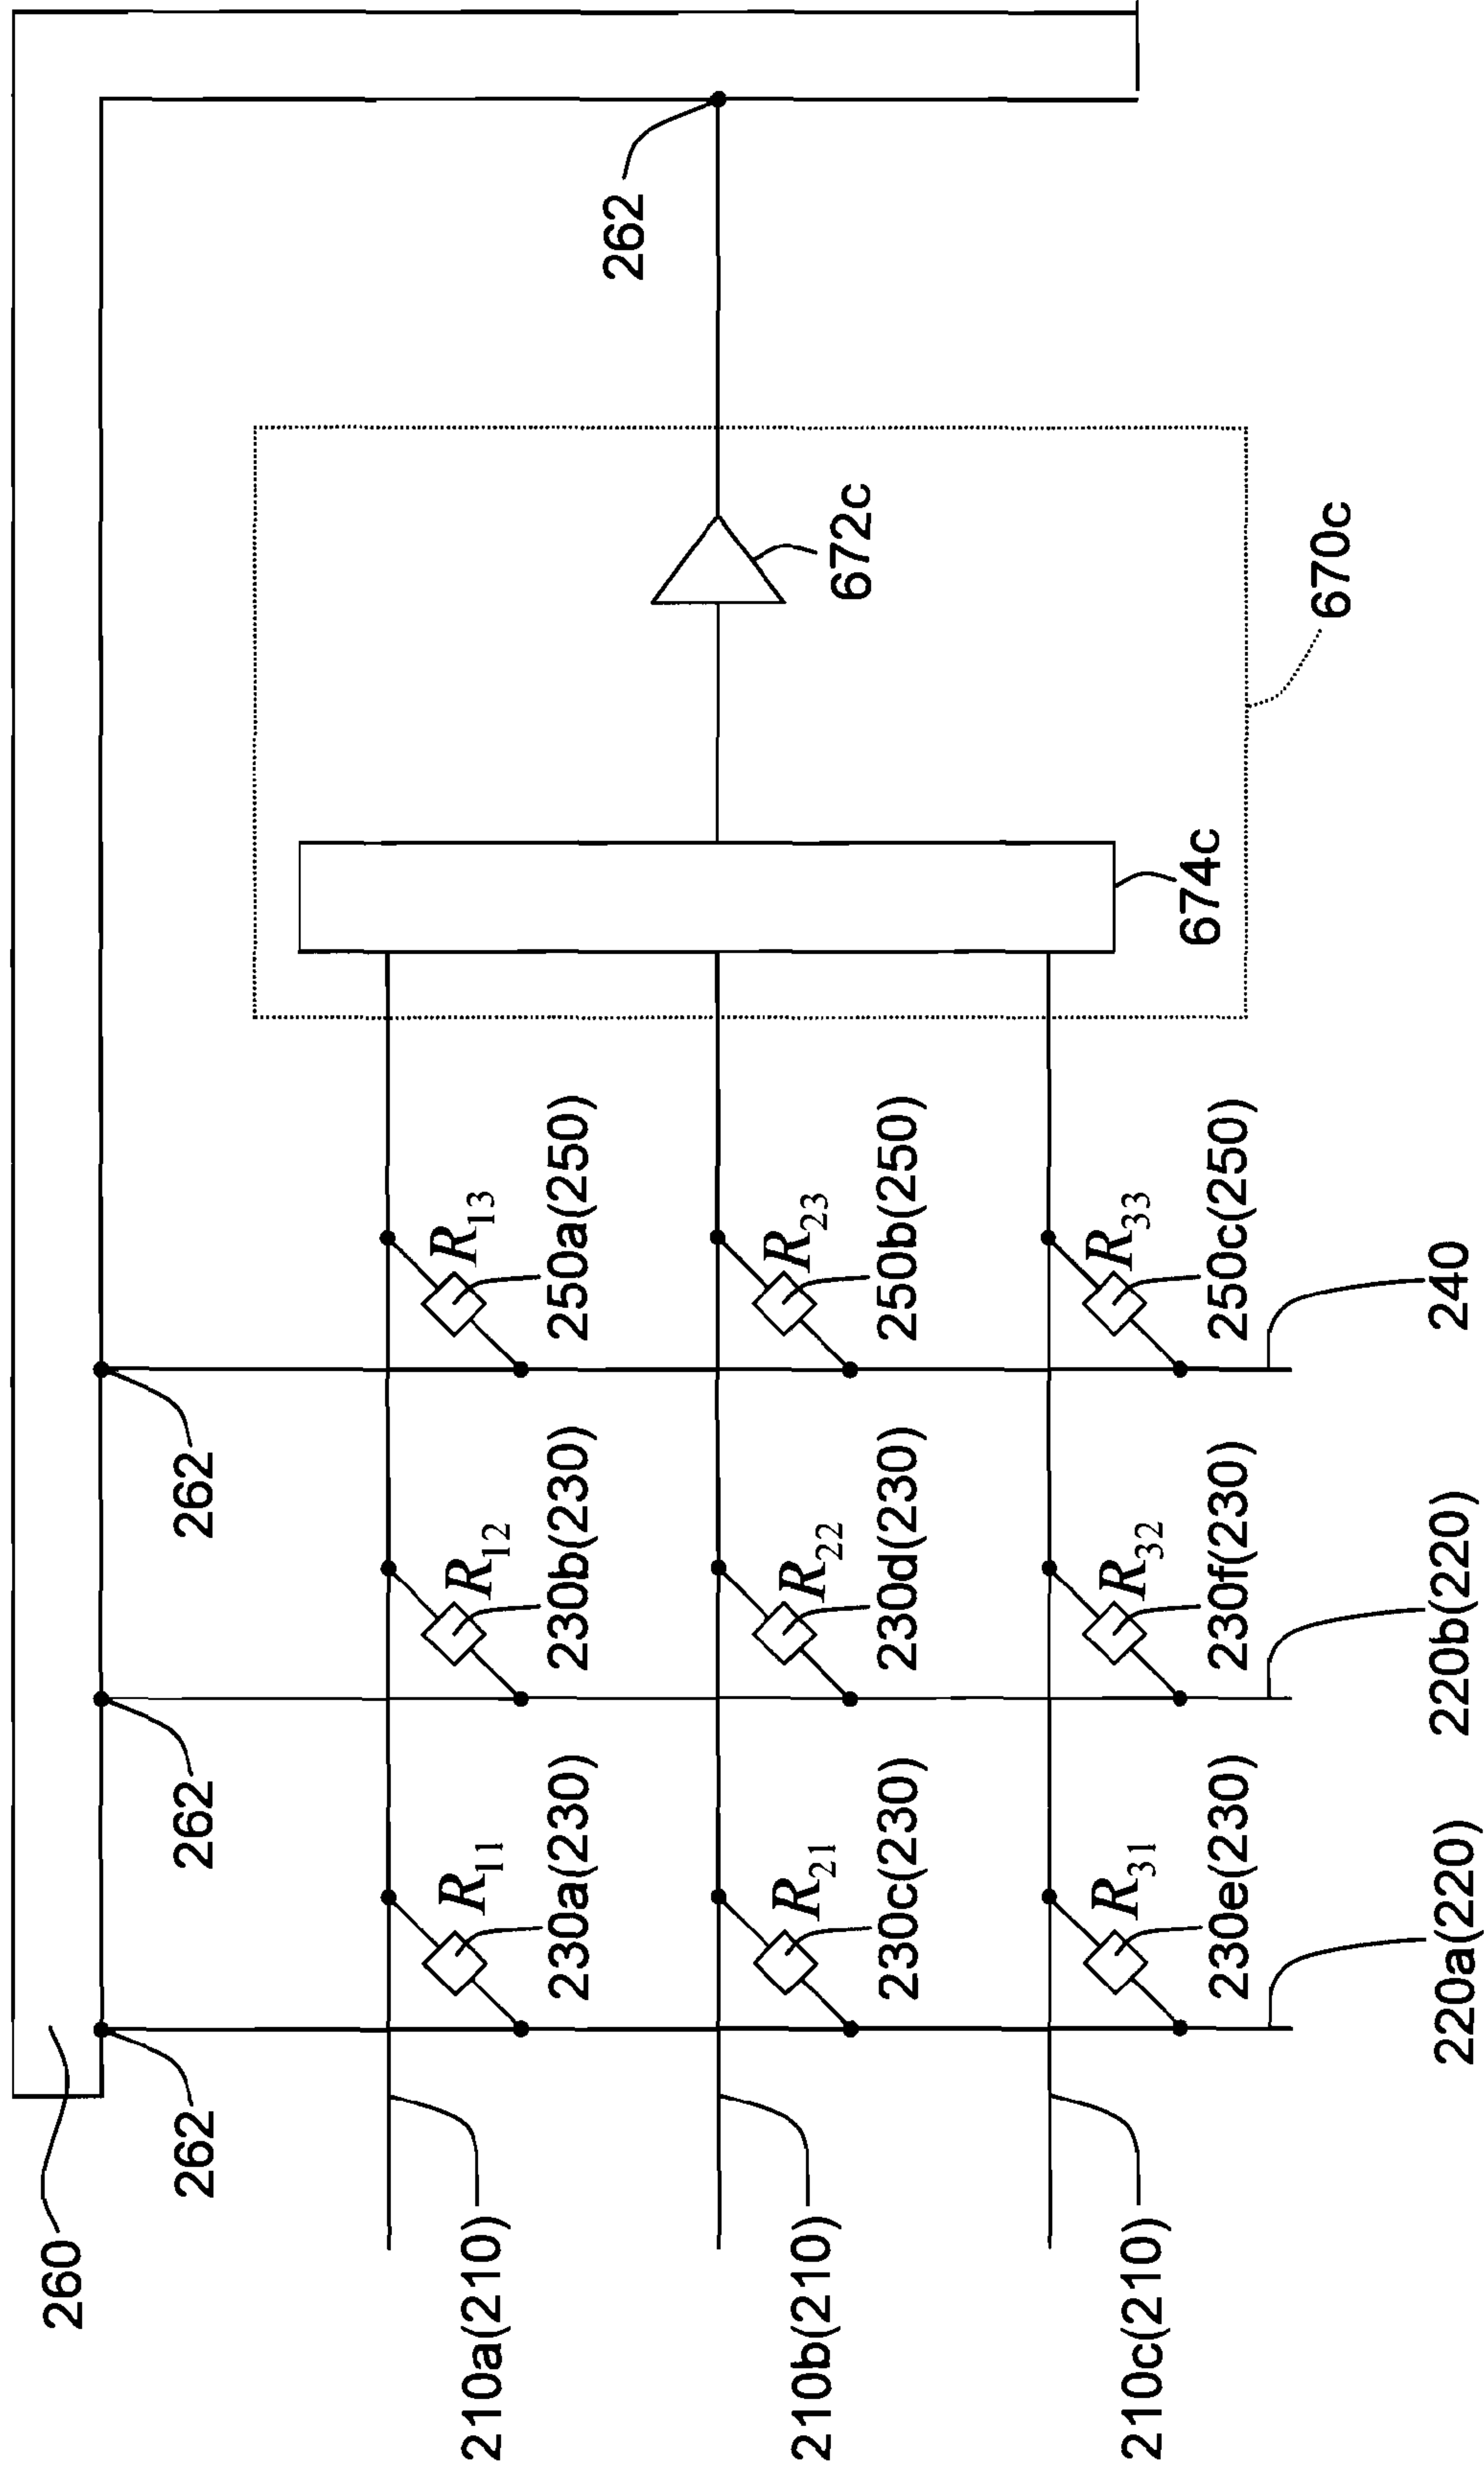 260
262
262
262
R11
R12
R13
210a(210)
230a(230)
230b(230)
250a(250)
262
R21
R22
R23
210b(210)
672c
230c(230)
230d(230)
250b(250)
R31
R32
R33
210c(210)
674c
230e(230)
230f(230)
250c(250)
670c
220a(220)
220b(220)
240